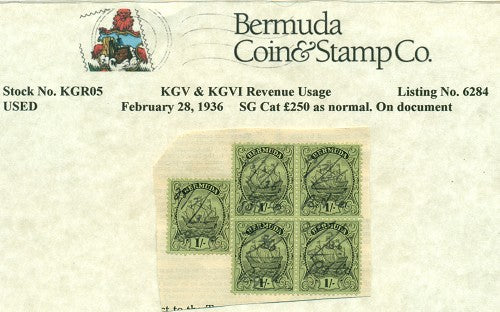 Bermuda
Coin&Stamp Co.
Stock No. KGR05 KGV & KGVI Revenue Usage Listing No. 6284
USED February 28, 1936 SG Cat £250 as normal. On document
BERMUDA BERMUDA
BERMUDA
1/- 1/-
1/-
BERMUDA BERMUDA
1/- 1/-